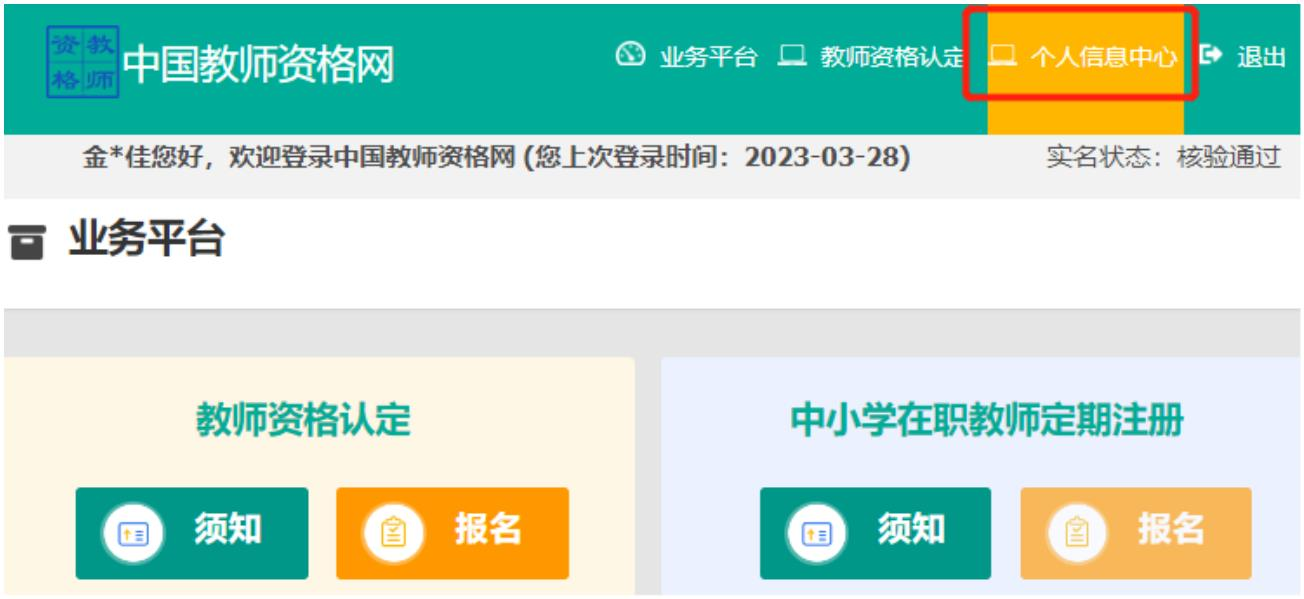 资教
格师
中国教师资格网
业务平台 教师资格认定 个人信息中心 退出
金*佳您好，欢迎登录中国教师资格网 (您上次登录时间：2023-03-28) 实名状态：核验通过
业务平台
教师资格认定 中小学在职教师定期注册
须知 报名 须知 报名